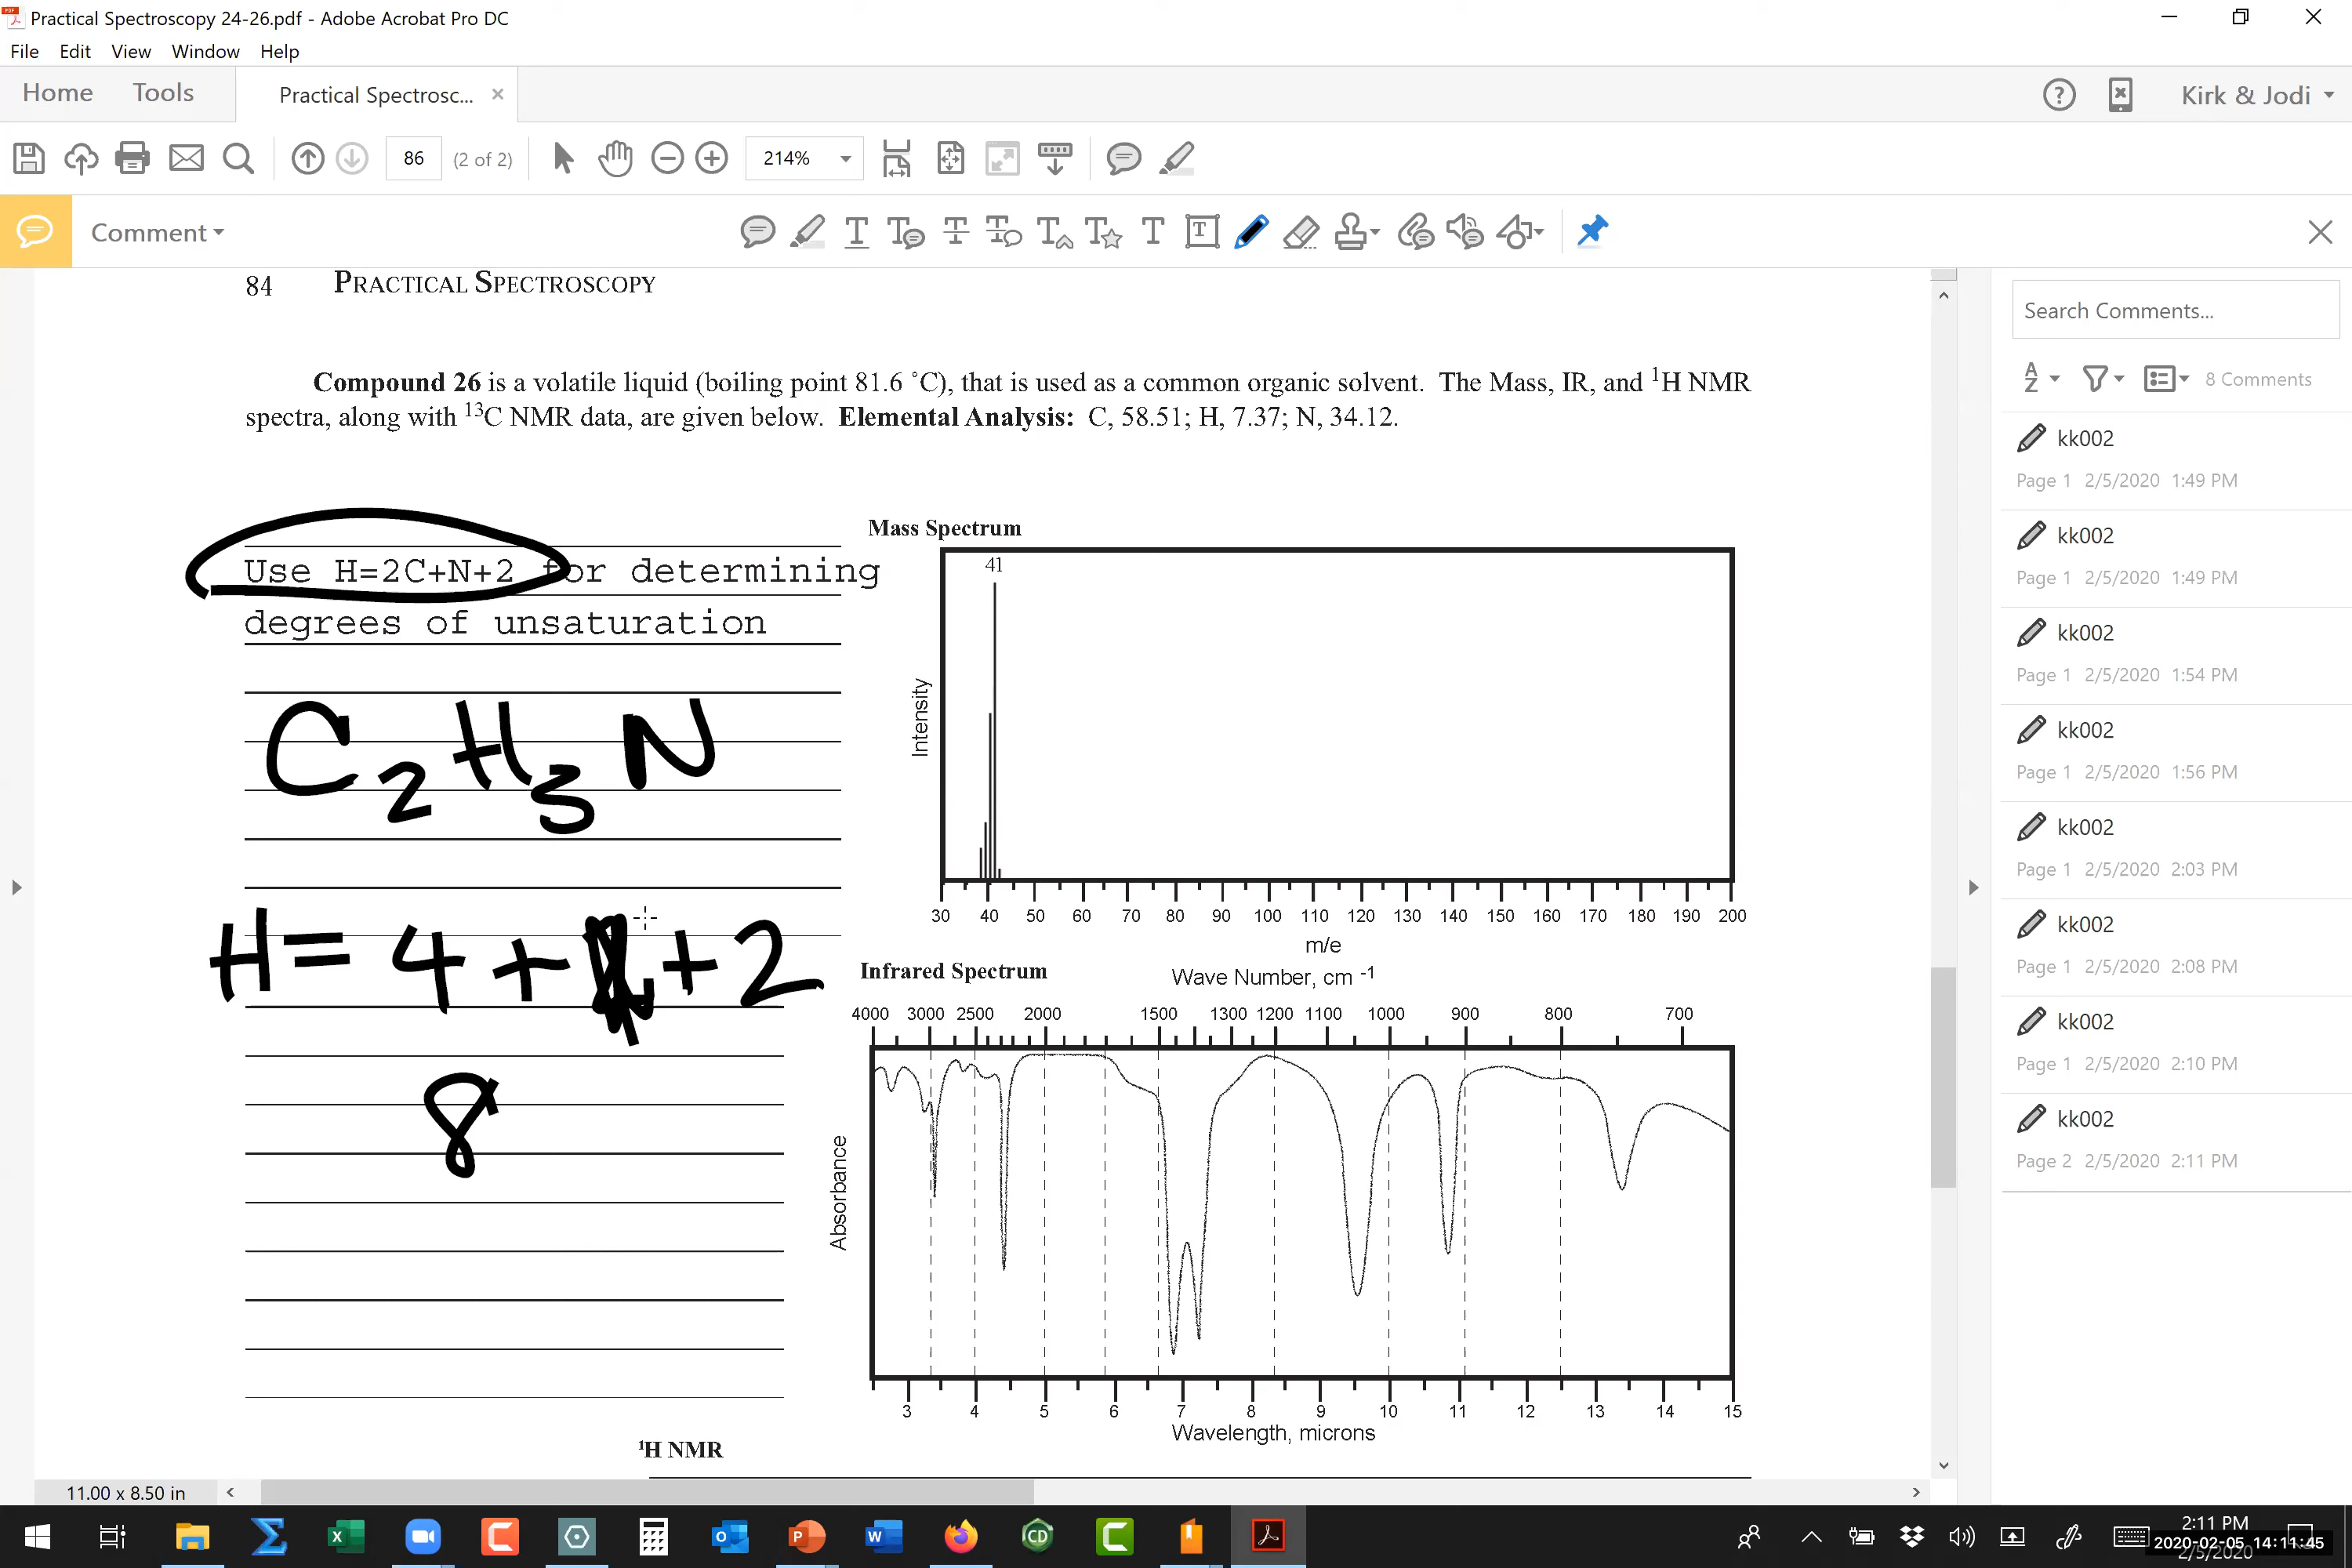 Practical Spectroscopy 24-26.pdf - Adobe Acrobat Pro DC
File Edit View Window Help
Home Tools Practical Spectrosc... × Kirk & Jodi
86 (2 of 2) 214%
Comment
84 PRACTICAL SPECTROSCOPY
Compound 26 is a volatile liquid (boiling point 81.6 ˚C), that is used as a common organic solvent. The Mass, IR, and ¹H NMR
spectra, along with ¹³C NMR data, are given below. Elemental Analysis: C, 58.51; H, 7.37; N, 34.12.
Use H=2C+N+2 for determining
degrees of unsaturation
C₂H₃N
H= 4 + + 2
8
Mass Spectrum
41
Intensity
30 40 50 60 70 80 90 100 110 120 130 140 150 160 170 180 190 200
m/e
Infrared Spectrum
Wave Number, cm -1
4000 3000 2500 2000 1500 1300 1200 1100 1000 900 800 700
Absorbance
3 4 5 6 7 8 9 10 11 12 13 14 15
Wavelength, microns
¹H NMR
11.00 x 8.50 in
Search Comments...
8 Comments
kk002
Page 1 2/5/2020 1:49 PM
kk002
Page 1 2/5/2020 1:49 PM
kk002
Page 1 2/5/2020 1:54 PM
kk002
Page 1 2/5/2020 1:56 PM
kk002
Page 1 2/5/2020 2:03 PM
kk002
Page 1 2/5/2020 2:08 PM
kk002
Page 1 2/5/2020 2:10 PM
kk002
Page 2 2/5/2020 2:11 PM
2:11 PM
2020-02-05 14:11:45
2/5/2020